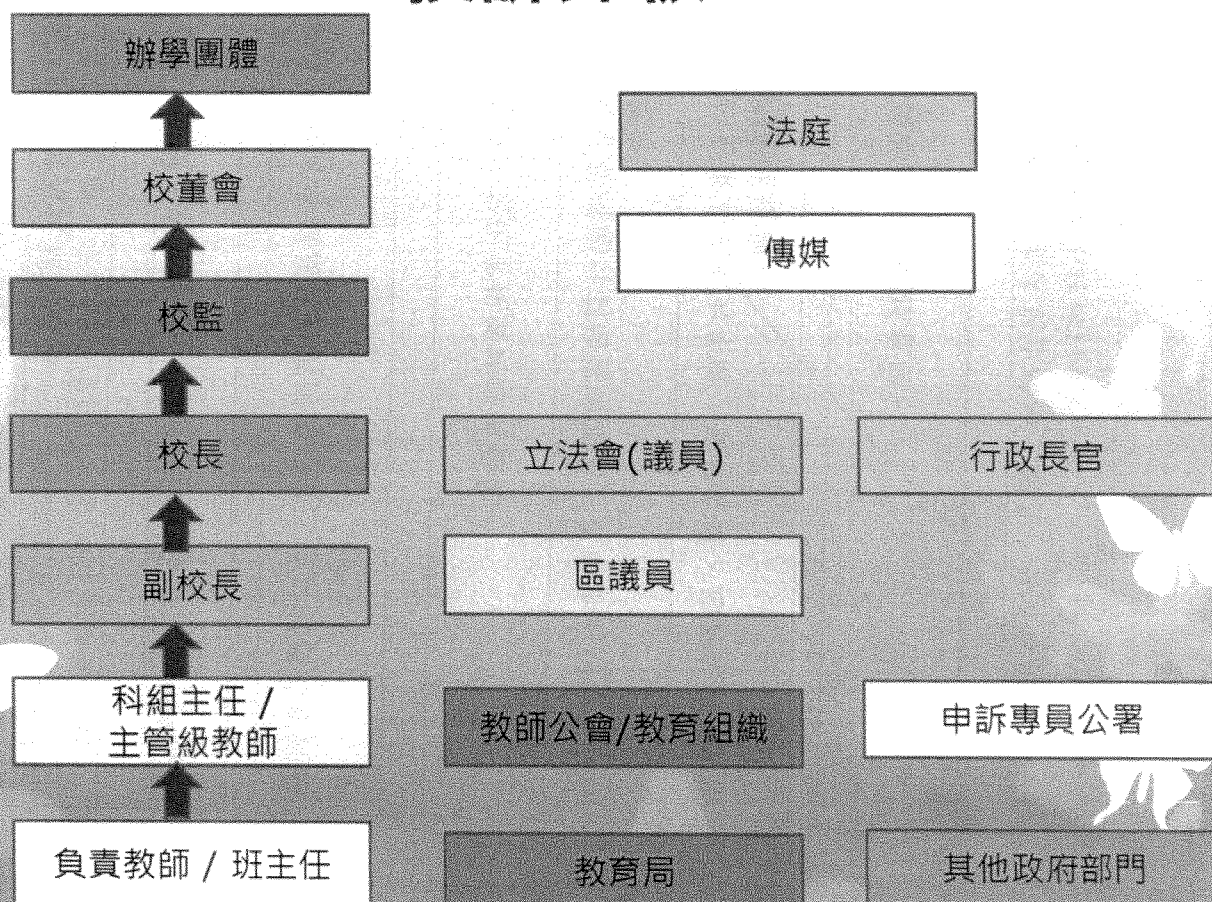 辦學團體
法庭
校董會
傳媒
校監
校長
立法會(議員)
行政長官
副校長
區議員
科組主任 /
主管級教師
教師公會/教育組織
申訴專員公署
負責教師 / 班主任
教育局
其他政府部門